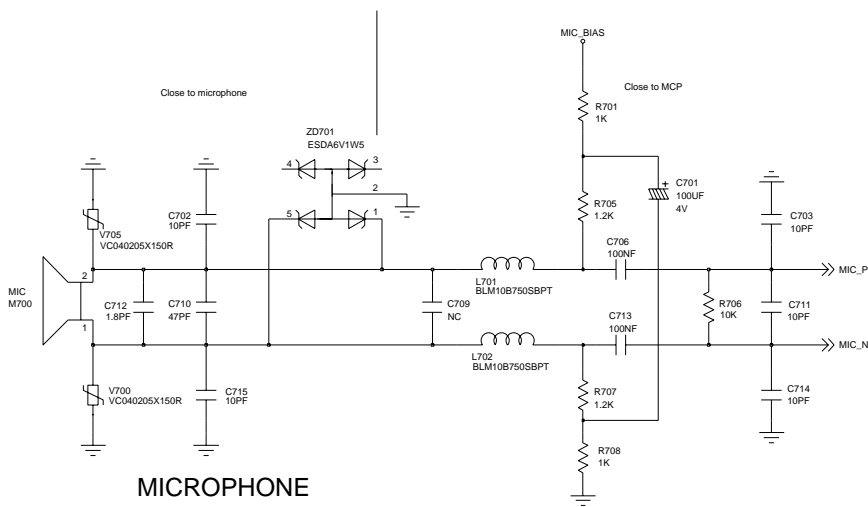 MIC_BIAS
Close to microphone
Close to MCP
ZD701
ESDA6V1W5
R701
1K
4
3
2
5
1
C701
100UF
4V
C702
10PF
R705
1.2K
C703
10PF
V705
VC040205X150R
C706
100NF
MIC
M700
2
1
L701
BLM10B750SBPT
MIC_P
C712
1.8PF
C710
47PF
C709
NC
R706
10K
C711
10PF
C713
100NF
MIC_N
L702
BLM10B750SBPT
V700
VC040205X150R
C715
10PF
R707
1.2K
C714
10PF
R708
1K
MICROPHONE